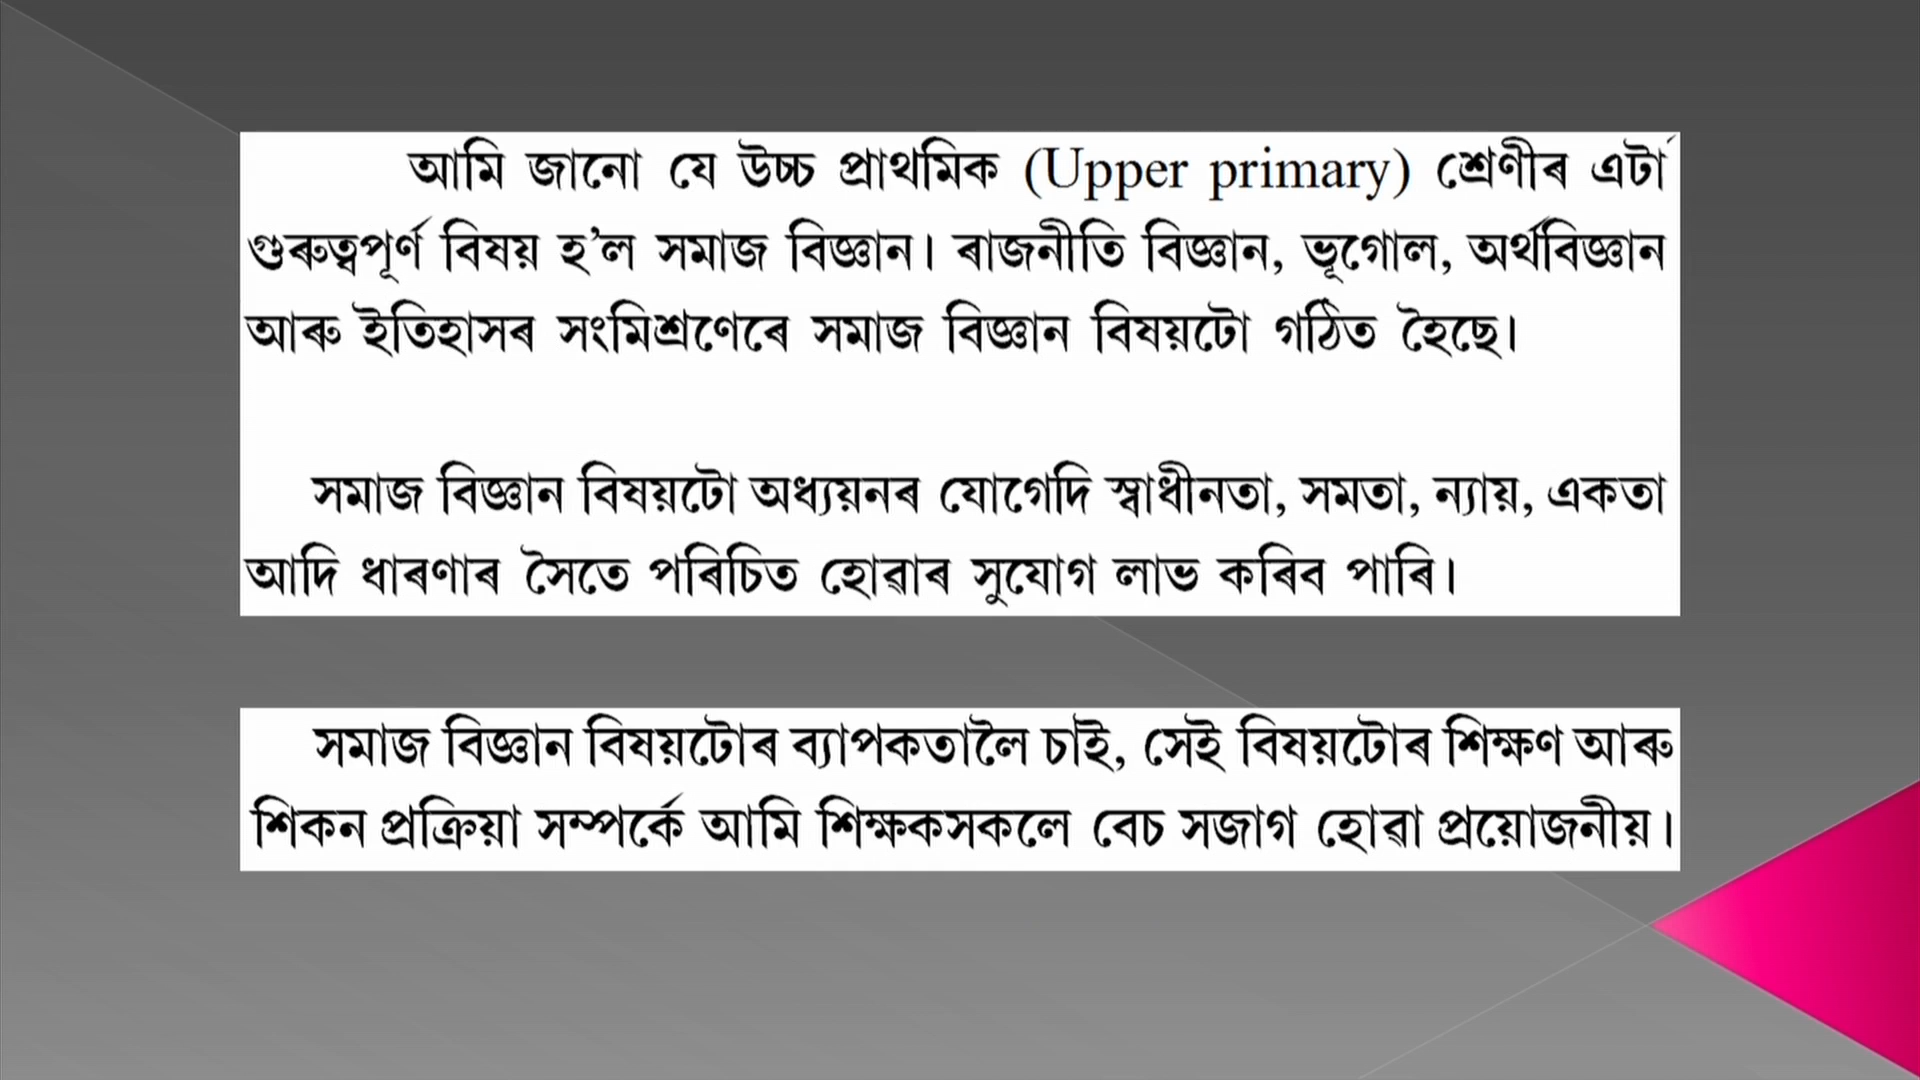 আমি জানো যে উচ্চ প্ৰাথমিক (Upper primary) শ্ৰেণীৰ এটা
গুৰুত্বপূৰ্ণ বিষয় হ’ল সমাজ বিজ্ঞান। ৰাজনীতি বিজ্ঞান, ভূগোল, অৰ্থবিজ্ঞান
আৰু ইতিহাসৰ সংমিশ্ৰণেৰে সমাজ বিজ্ঞান বিষয়টো গঠিত হৈছে।
সমাজ বিজ্ঞান বিষয়টো অধ্যয়নৰ যোগেদি স্বাধীনতা, সমতা, ন্যায়, একতা
আদি ধাৰণাৰ সৈতে পৰিচিত হোৱাৰ সুযোগ লাভ কৰিব পাৰি।
সমাজ বিজ্ঞান বিষয়টোৰ ব্যাপকতালৈ চাই, সেই বিষয়টোৰ শিক্ষণ আৰু
শিকন প্ৰক্ৰিয়া সম্পৰ্কে আমি শিক্ষকসকলে বেচ সজাগ হোৱা প্ৰয়োজনীয়।